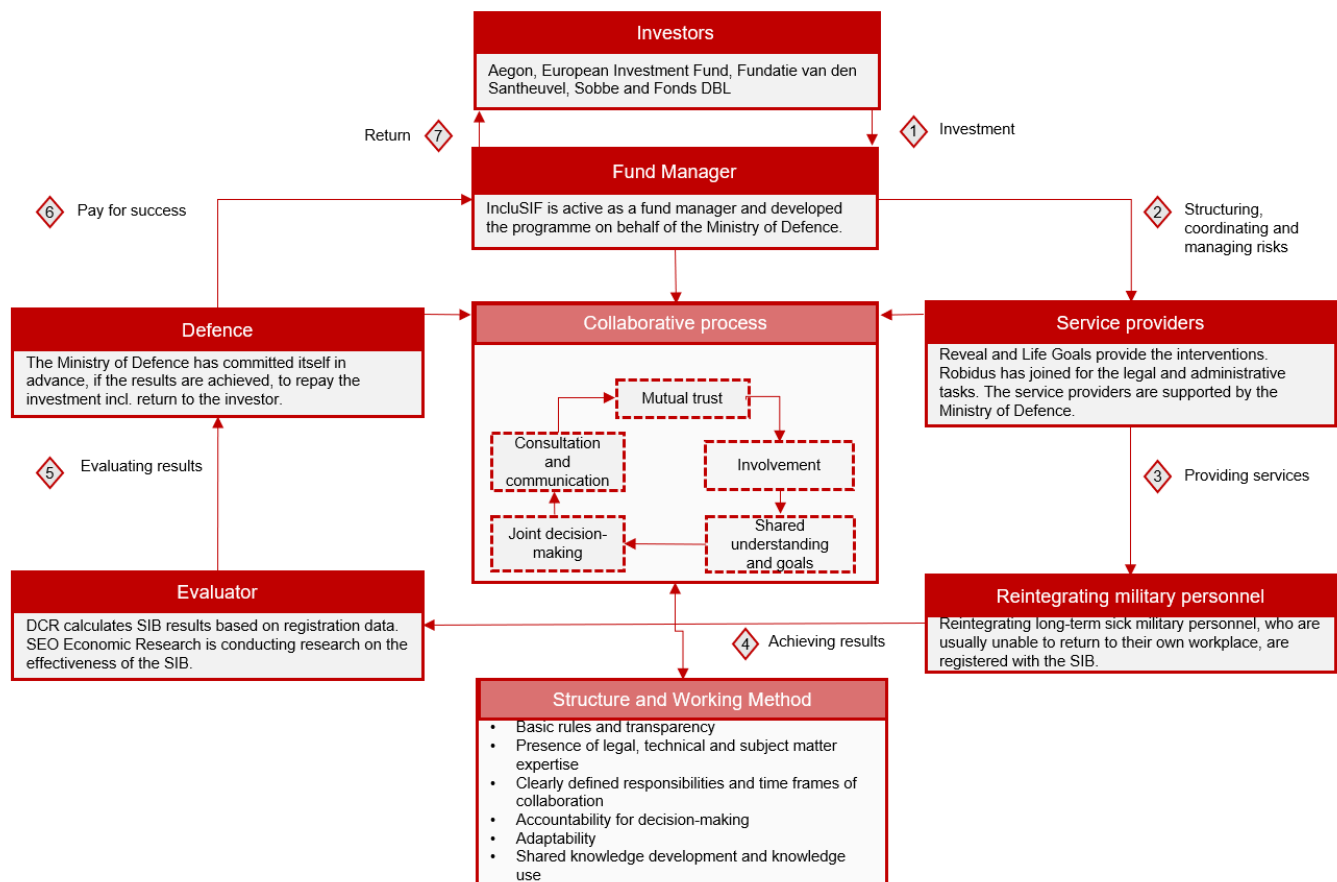 Investors
Aegon, European Investment Fund, Fundatie van den
Santheuvel, Sobbe and Fonds DBL
Return
7
1
Investment
Fund Manager
IncluSIF is active as a fund manager and developed
the programme on behalf of the Ministry of Defence.
6
Pay for success
2
Structuring,
coordinating and
managing risks
Defence
The Ministry of Defence has committed itself in
advance, if the results are achieved, to repay the
investment incl. return to the investor.
Collaborative process
Mutual trust
Consultation
and
communication
Involvement
Joint decision-
making
Shared
understanding
and goals
Service providers
Reveal and Life Goals provide the interventions.
Robidus has joined for the legal and administrative
tasks. The service providers are supported by the
Ministry of Defence.
5
Evaluating results
3
Providing services
Evaluator
DCR calculates SIB results based on registration data.
SEO Economic Research is conducting research on the
effectiveness of the SIB.
Reintegrating military personnel
Reintegrating long-term sick military personnel, who are
usually unable to return to their own workplace, are
registered with the SIB.
4
Achieving results
Structure and Working Method
• Basic rules and transparency
• Presence of legal, technical and subject matter
expertise
• Clearly defined responsibilities and time frames of
collaboration
• Accountability for decision-making
• Adaptability
• Shared knowledge development and knowledge
use